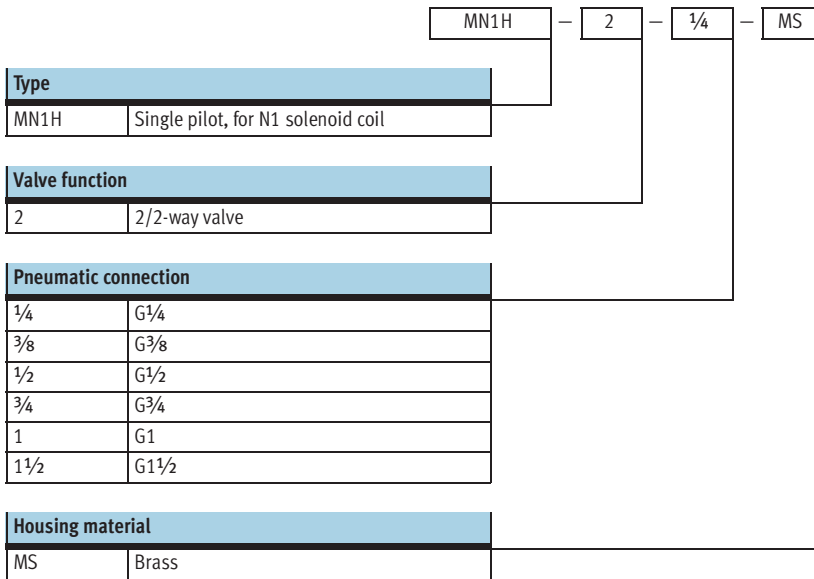 MN1H – 2 – ¼ – MS
Type
MN1H Single pilot, for N1 solenoid coil
Valve function
2 2/2-way valve
Pneumatic connection
¼ G¼
⅜ G⅜
½ G½
¾ G¾
1 G1
1½ G1½
Housing material
MS Brass